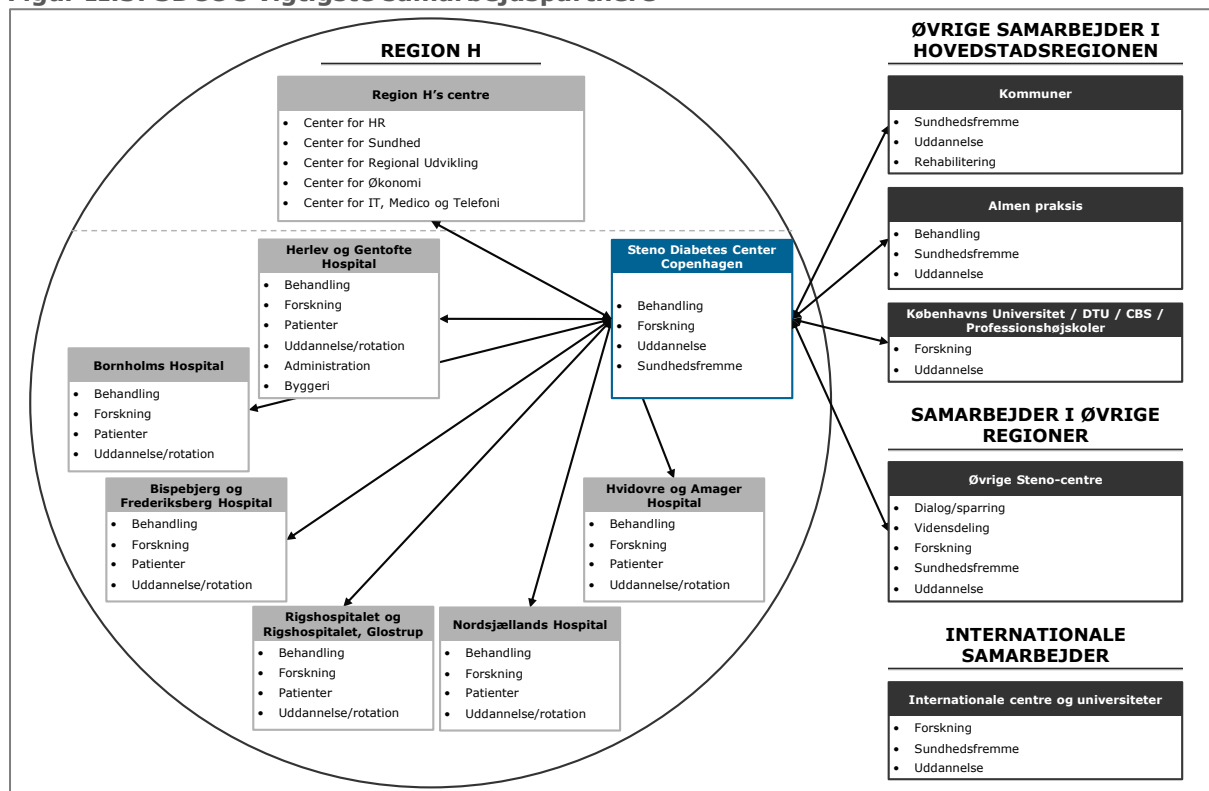 REGION H
Region H's centre
• Center for HR
• Center for Sundhed
• Center for Regional Udvikling
• Center for Økonomi
• Center for IT, Medico og Telefoni
Herlev og Gentofte
Hospital
• Behandling
• Forskning
• Patienter
• Uddannelse/rotation
• Administration
• Byggeri
Steno Diabetes Center
Copenhagen
• Behandling
• Forskning
• Uddannelse
• Sundhedsfremme
Bornholms Hospital
• Behandling
• Forskning
• Patienter
• Uddannelse/rotation
Bispebjerg og
Frederiksberg Hospital
• Behandling
• Forskning
• Patienter
• Uddannelse/rotation
Hvidovre og Amager
Hospital
• Behandling
• Forskning
• Patienter
• Uddannelse/rotation
Rigshospitalet og
Rigshospitalet, Glostrup
• Behandling
• Forskning
• Patienter
• Uddannelse/rotation
Nordsjællands Hospital
• Behandling
• Forskning
• Patienter
• Uddannelse/rotation
ØVRIGE SAMARBEJDER I
HOVEDSTADSREGIONEN
Kommuner
• Sundhedsfremme
• Uddannelse
• Rehabilitering
Almen praksis
• Behandling
• Sundhedsfremme
• Uddannelse
Københavns Universitet / DTU / CBS /
Professionshøjskoler
• Forskning
• Uddannelse
SAMARBEJDER I ØVRIGE
REGIONER
Øvrige Steno-centre
• Dialog/sparring
• Vidensdeling
• Forskning
• Sundhedsfremme
• Uddannelse
INTERNATIONALE
SAMARBEJDER
Internationale centre og universiteter
• Forskning
• Sundhedsfremme
• Uddannelse